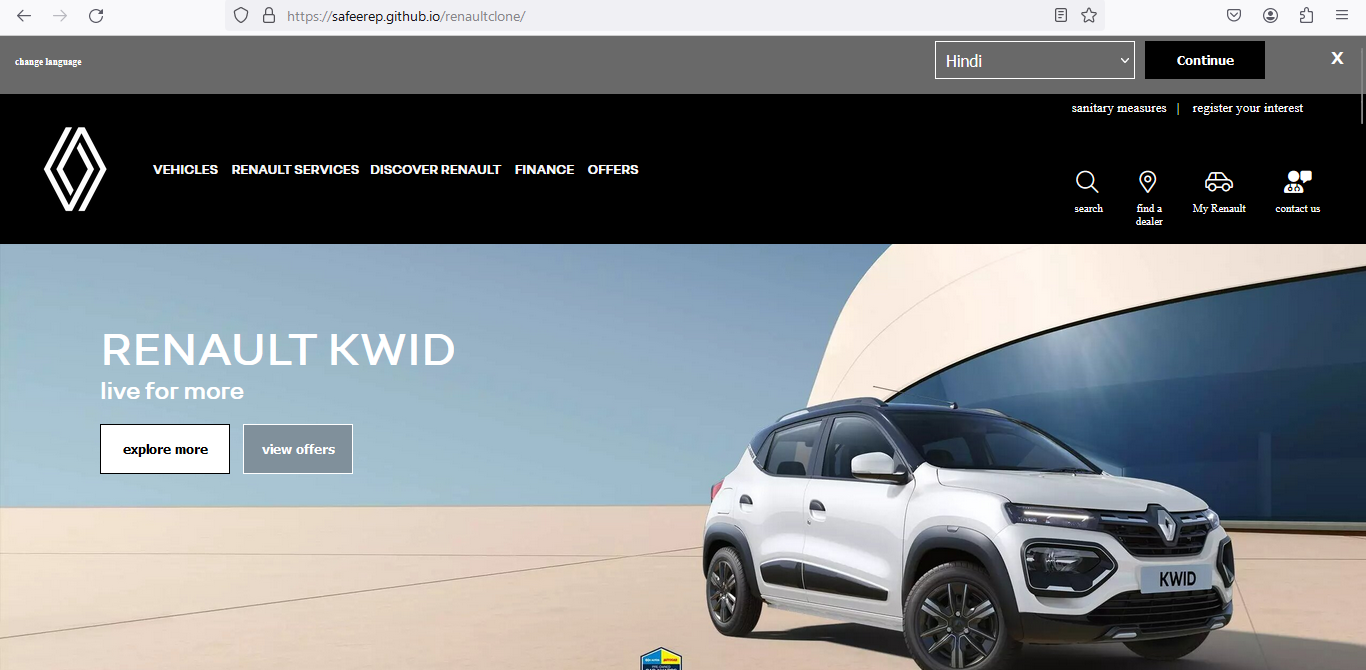 https://safeerep.github.io/renaultclone/
change language
Hindi
Continue
X
sanitary measures | register your interest
VEHICLES RENAULT SERVICES DISCOVER RENAULT FINANCE OFFERS
search
find a
dealer
My Renault
contact us
RENAULT KWID
live for more
explore more
view offers
KWID